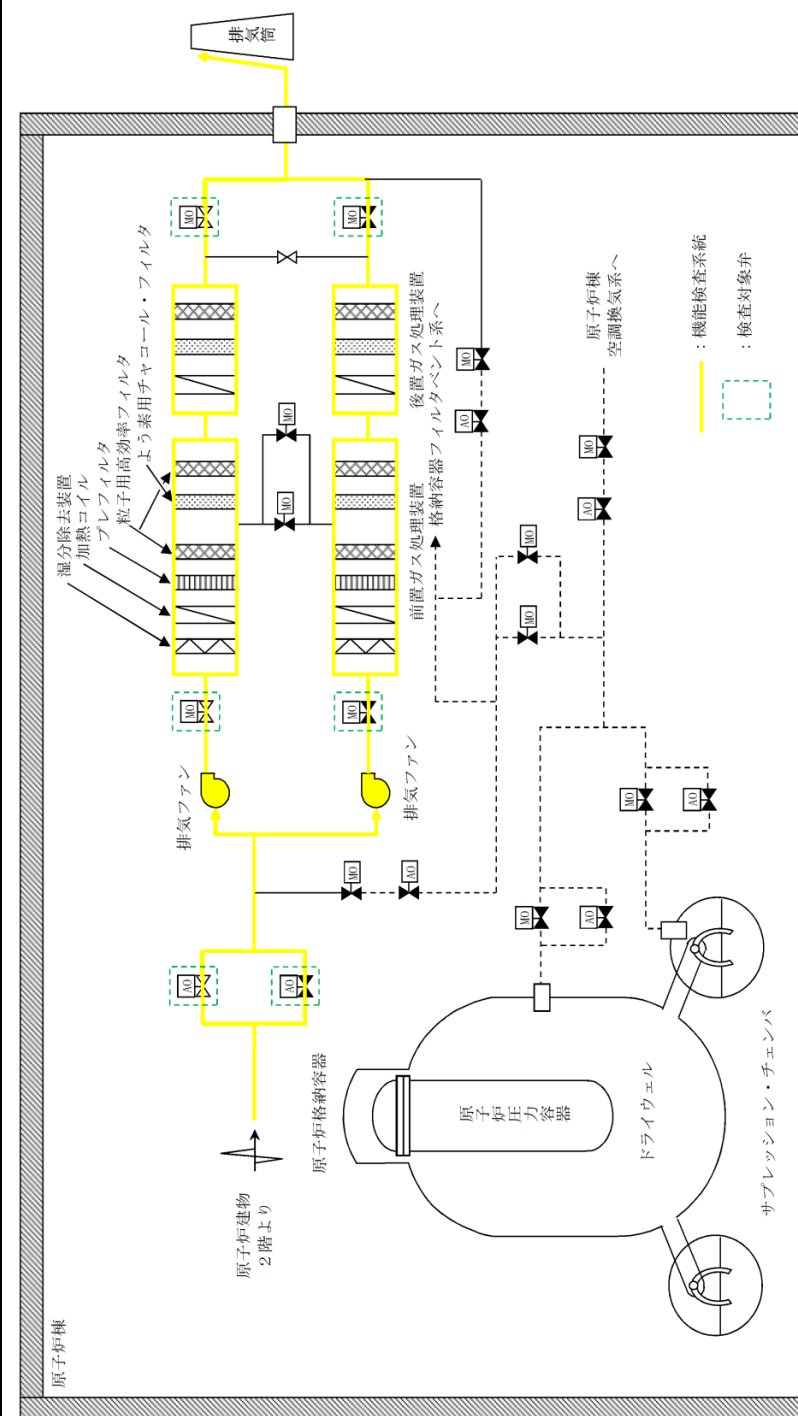 原子炉棟
排気筒
湿分除去装置
加熱コイル
プレフィルタ
粒子用高効率フィルタ
よう素用チャコール・フィルタ
MO
MO
MO
MO
MO
MO
前置ガス処理装置
後置ガス処理装置
排気ファン
排気ファン
AO
AO
原子炉建物
2階より
MO
AO
格納容器フィルタベント系へ
AO
MO
MO
MO
AO
MO
原子炉棟
空調換気系へ
MO
AO
MO
AO
原子炉格納容器
原子炉圧力容器
ドライウェル
サプレッション・チェンバ
：機能検査系統
：検査対象弁